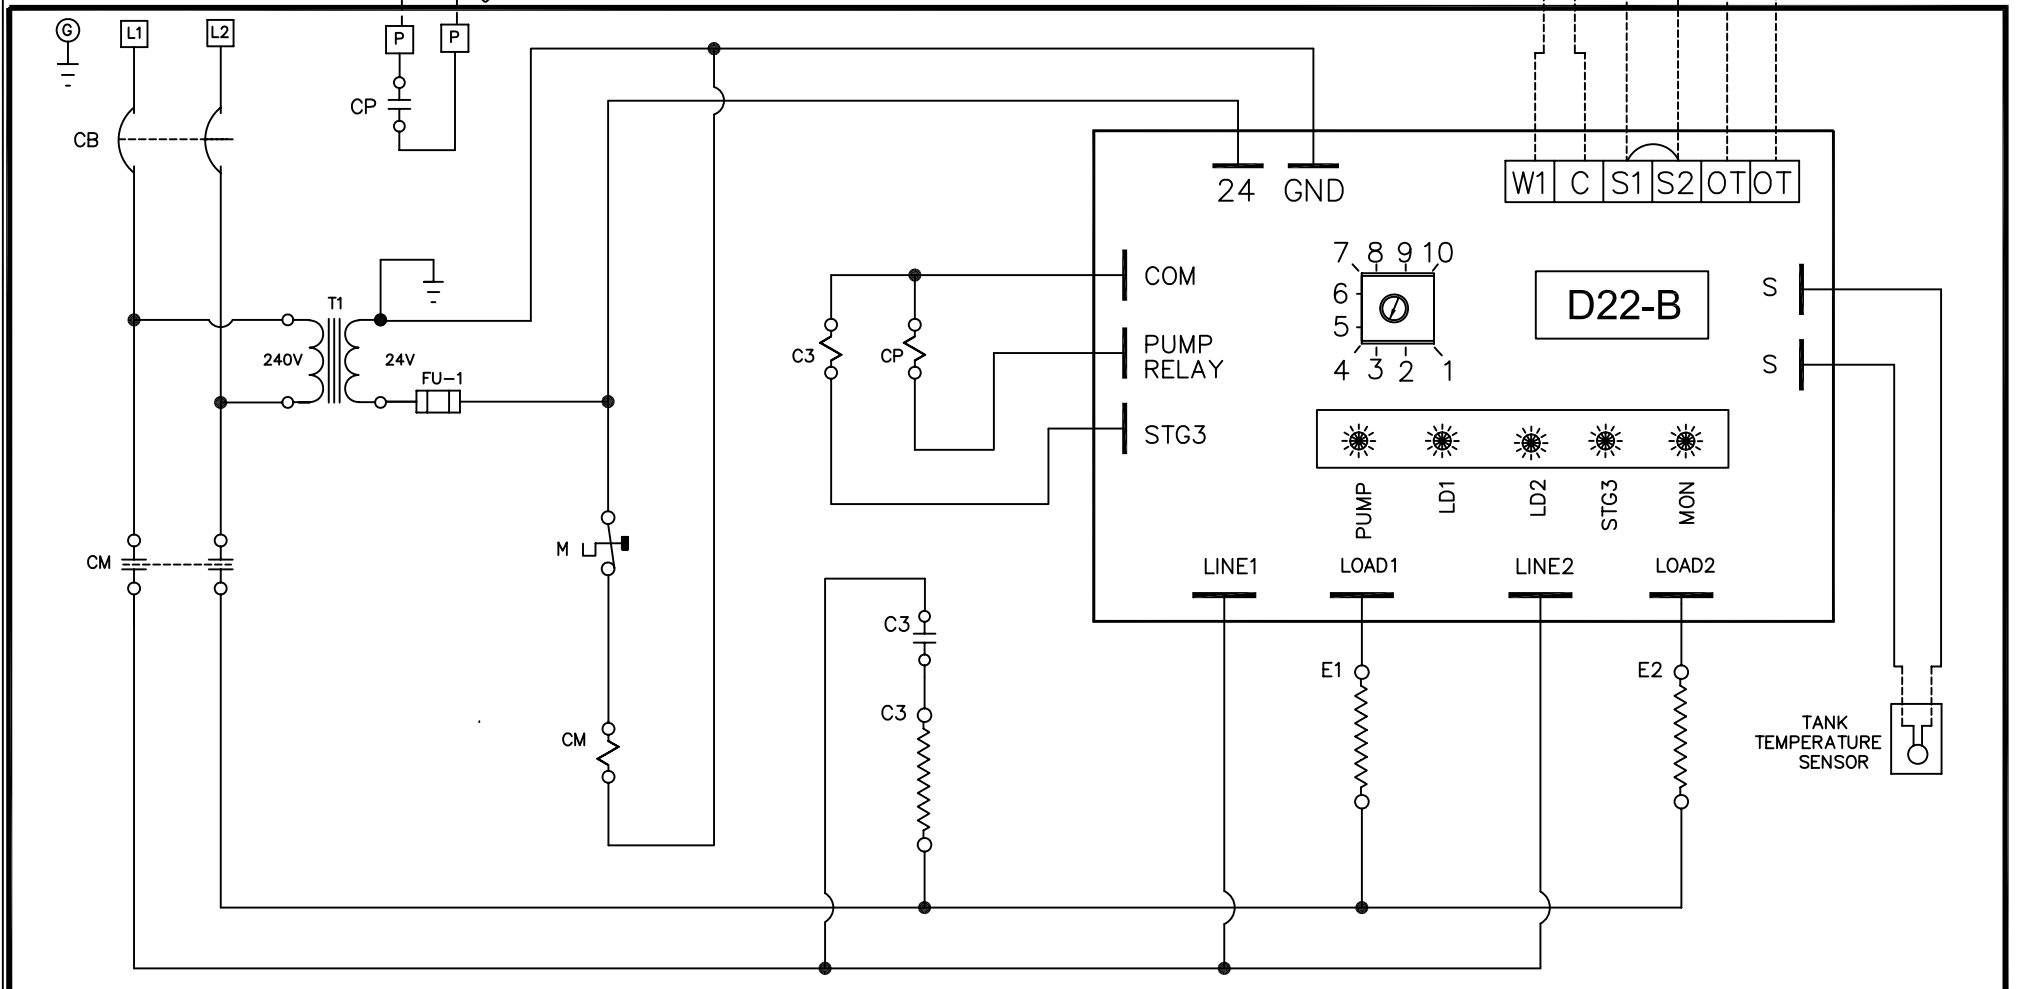 G
L1
L2
P
P
CP
CB
24
GND
W1 C S1 S2 OT OT
COM
PUMP
RELAY
STG3
7 8 9 10
6
5
4 3 2 1
D22-B
S
S
T1
240V
24V
FU-1
C3
CP
PUMP
LD1
LD2
STG3
MON
M
CM
LINE1
LOAD1
LINE2
LOAD2
C3
E1
E2
C3
CM
TANK
TEMPERATURE
SENSOR